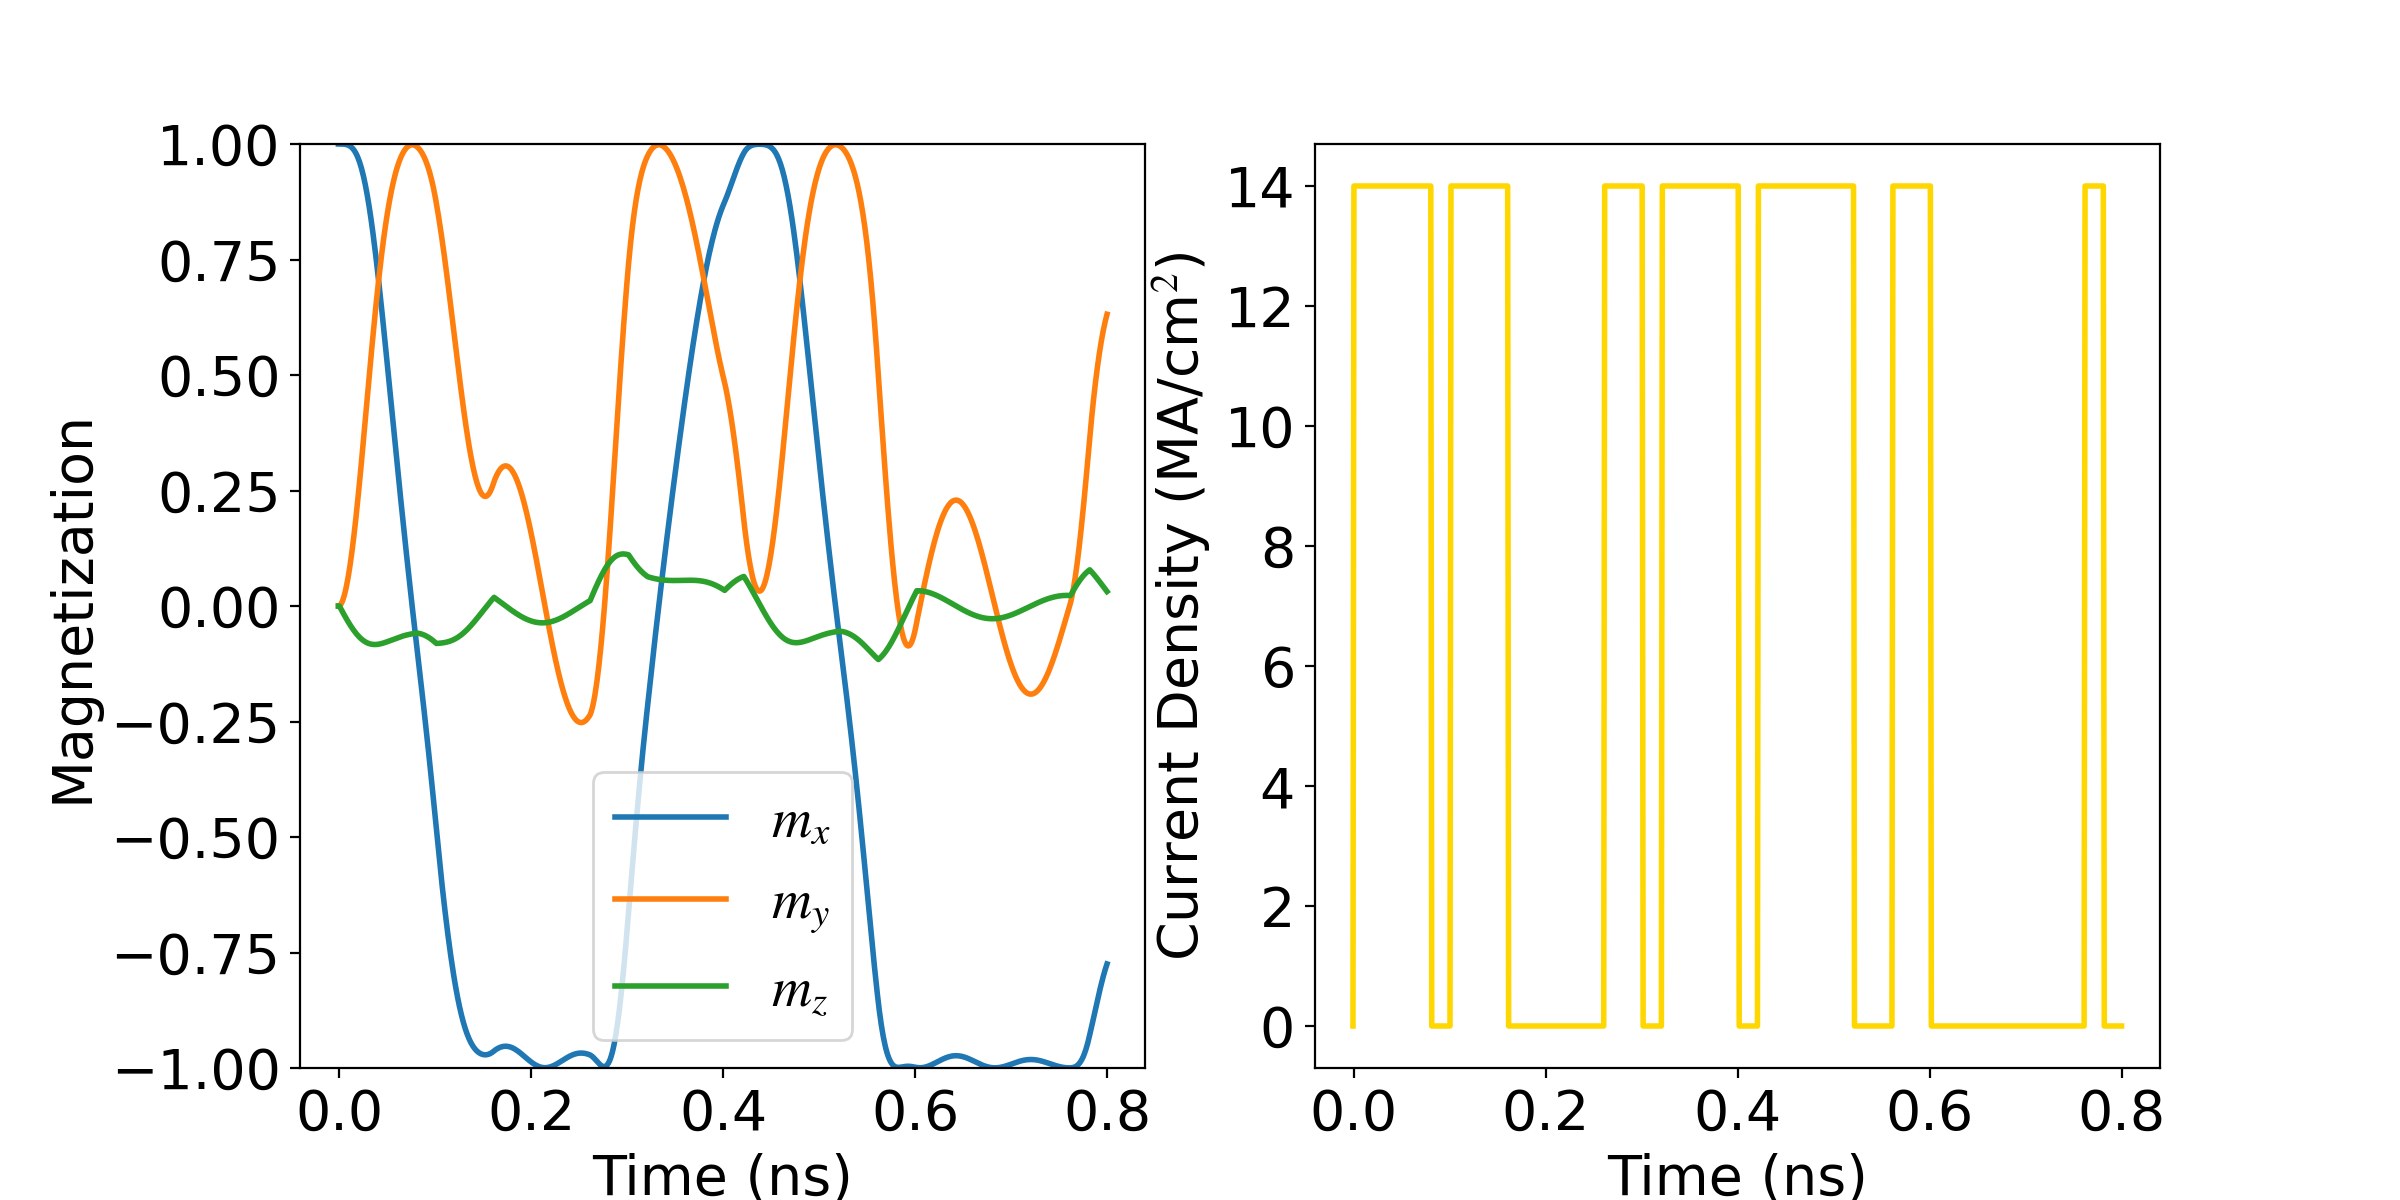 Magnetization
1.00
0.75
0.50
0.25
0.00
−0.25
−0.50
−0.75
−1.00
0.0 0.2 0.4 0.6 0.8
Time (ns)
m_x
m_y
m_z
Current Density (MA/cm²)
14
12
10
8
6
4
2
0
0.0 0.2 0.4 0.6 0.8
Time (ns)